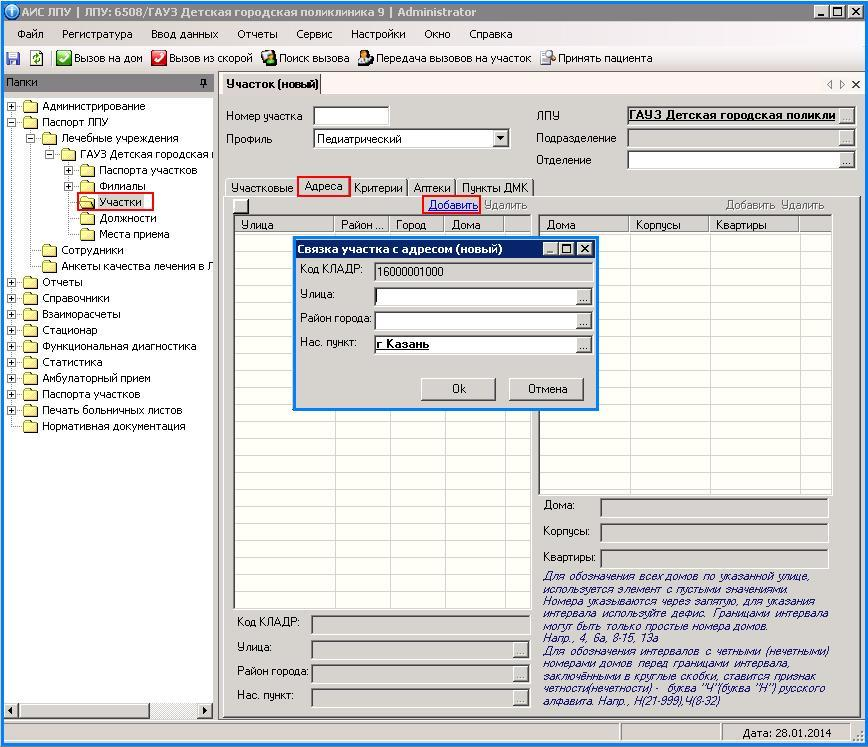 АИС ЛПУ | ЛПУ: 6508/ГАУЗ Детская городская поликлиника 9 | Administrator
Файл Регистратура Ввод данных Отчеты Сервис Настройки Окно Справка
Вызов на дом Вызов из скорой Поиск вызова Передача вызовов на участок Принять пациента
Папки
Администрирование
Паспорт ЛПУ
Лечебные учреждения
ГАУЗ Детская городская
Паспорта участков
Филиалы
Участки
Должности
Места приема
Сотрудники
Анкеты качества лечения в Л
Отчеты
Справочники
Взаиморасчеты
Стационар
Функциональная диагностика
Статистика
Амбулаторный прием
Паспорта участков
Печать больничных листов
Нормативная документация
Участок (новый)
Номер участка
Профиль Педиатрический
ЛПУ ГАУЗ Детская городская поликли ...
Подразделение ...
Отделение ...
Участковые Адреса Критерии Аптеки Пункты ДМК
Добавить Удалить
Улица Район ... Город Дома
Добавить Удалить
Дома Корпусы Квартиры
Связка участка с адресом (новый)
Код КЛАДР: 16000001000
Улица: ...
Район города: ...
Нас. пункт: г Казань ...
Ok Отмена
Код КЛАДР:
Улица: ...
Район города: ...
Нас. пункт: ...
Дома:
Корпусы:
Квартиры:
Для обозначения всех домов по указанной улице,
используется элемент с пустыми значениями.
Номера указываются через запятую, для указания
интервала используйте дефис. Границами интервала
могут быть только простые номера домов.
Напр., 4, 6а, 8-15, 13а
Для обозначения интервалов с четными (нечетными)
номерами домов перед границами интервала,
заключёнными в круглые скобки, ставится признак
четности(нечетности) - буква "Ч"(буква "Н") русского
алфавита. Напр., Н(21-999),Ч(8-32)
Дата: 28.01.2014